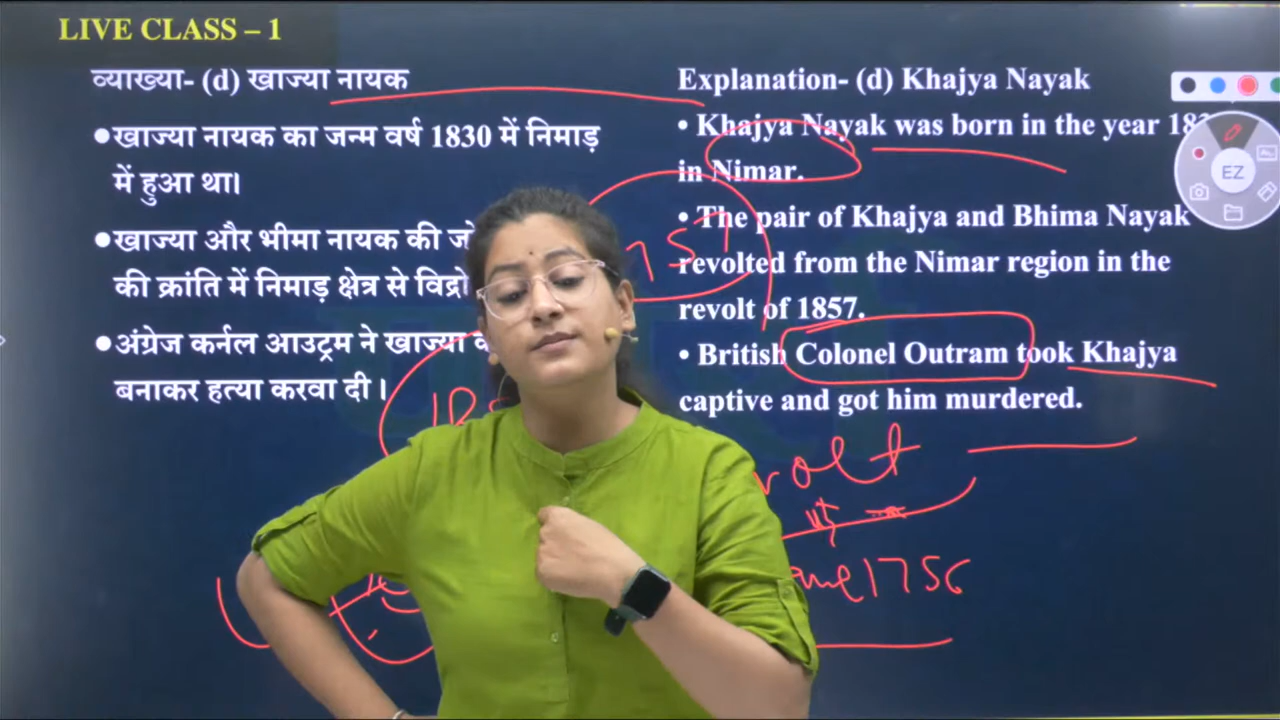 LIVE CLASS – 1
व्याख्या- (d) खाज्या नायक
●खाज्या नायक का जन्म वर्ष 1830 में निमाड़
में हुआ था।
●खाज्या और भीमा नायक की
की क्रांति में निमाड़ क्षेत्र से
●अंग्रेज कर्नल आउट्रम ने खाज्या
बनाकर हत्या करवा दी।
Explanation- (d) Khajya Nayak
• Khajya Nayak was born in the year
in Nimar.
• The pair of Khajya and Bhima Nayak
revolted from the Nimar region in the
revolt of 1857.
• British Colonel Outram took Khajya
captive and got him murdered.
1756
EZ